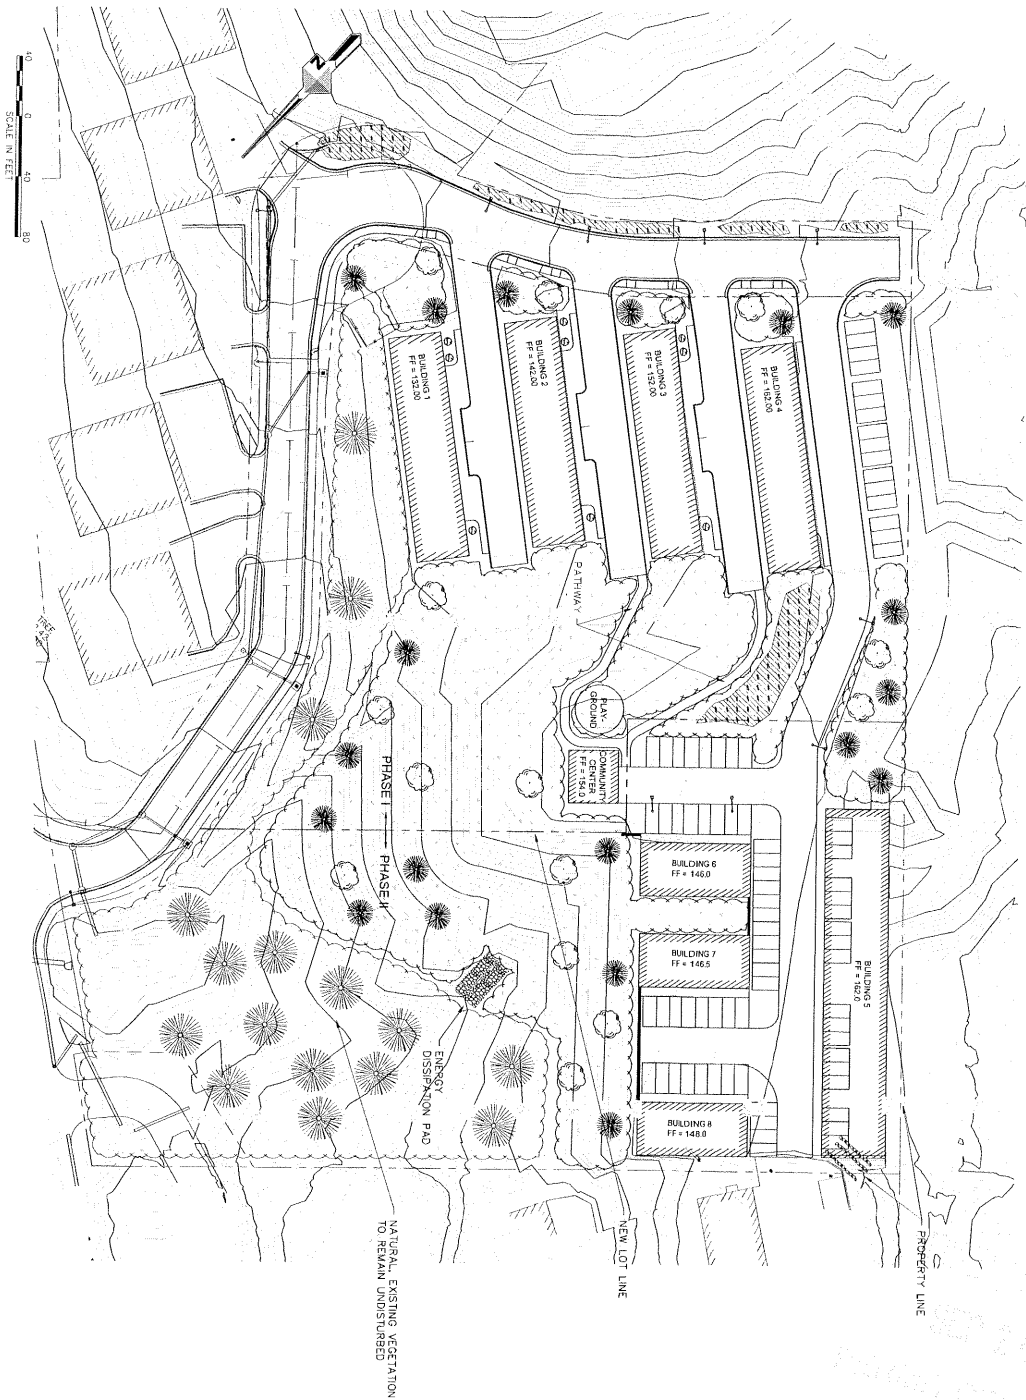 N
40
0
40
80
SCALE IN FEET
BUILDING 1
FF = 132.00
BUILDING 2
FF = 142.00
BUILDING 3
FF = 152.00
BUILDING 4
FF = 162.00
PATHWAY
PLAY-
GROUND
COMMUNITY
CENTER
FF = 154.0
PHASE I
PHASE II
BUILDING 6
FF = 146.0
BUILDING 7
FF = 146.5
BUILDING 8
FF = 148.0
BUILDING 5
FF = 162.0
ENERGY
DISSIPATION PAD
NATURAL, EXISTING VEGETATION
TO REMAIN UNDISTURBED
NEW LOT LINE
PROPERTY LINE
TREE